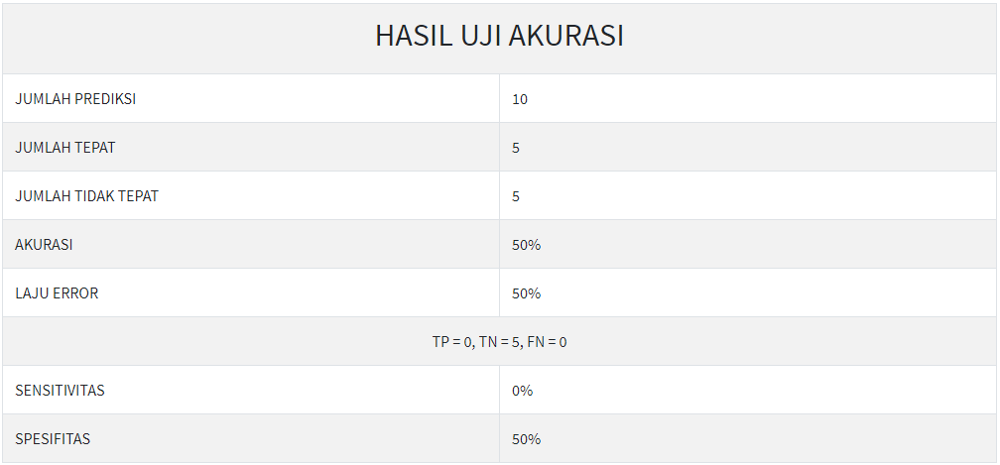 HASIL UJI AKURASI
JUMLAH PREDIKSI 10
JUMLAH TEPAT 5
JUMLAH TIDAK TEPAT 5
AKURASI 50%
LAJU ERROR 50%
TP = 0, TN = 5, FN = 0
SENSITIVITAS 0%
SPESIFITAS 50%